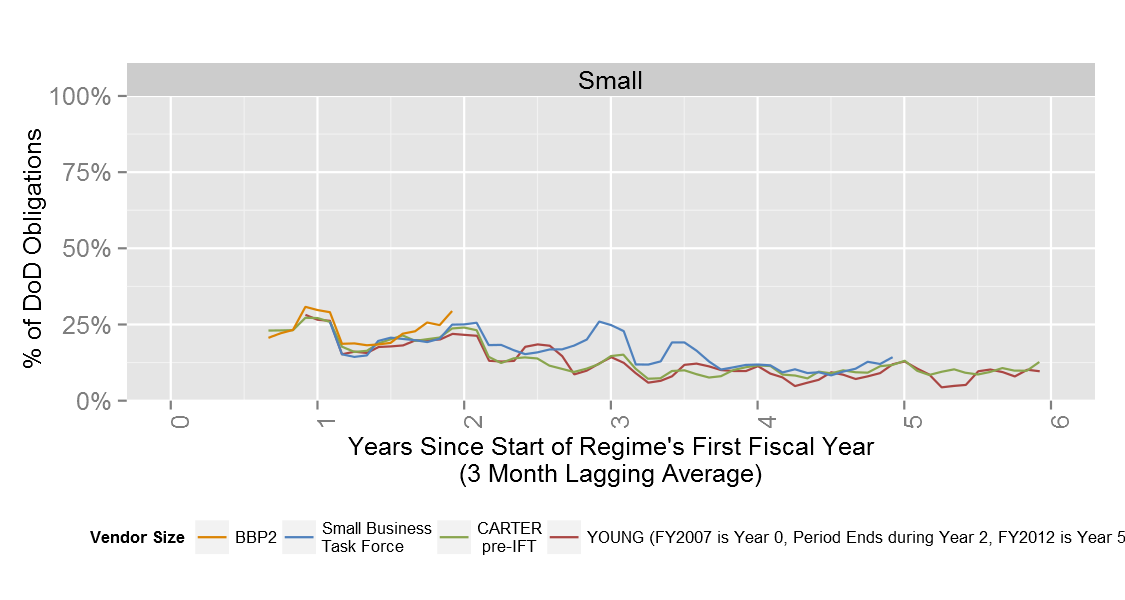 Small
100%
75%
50%
25%
0%
% of DoD Obligations
0 1 2 3 4 5 6
Years Since Start of Regime's First Fiscal Year
(3 Month Lagging Average)
Vendor Size BBP2 Small Business Task Force CARTER pre-IFT YOUNG (FY2007 is Year 0, Period Ends during Year 2, FY2012 is Year 5